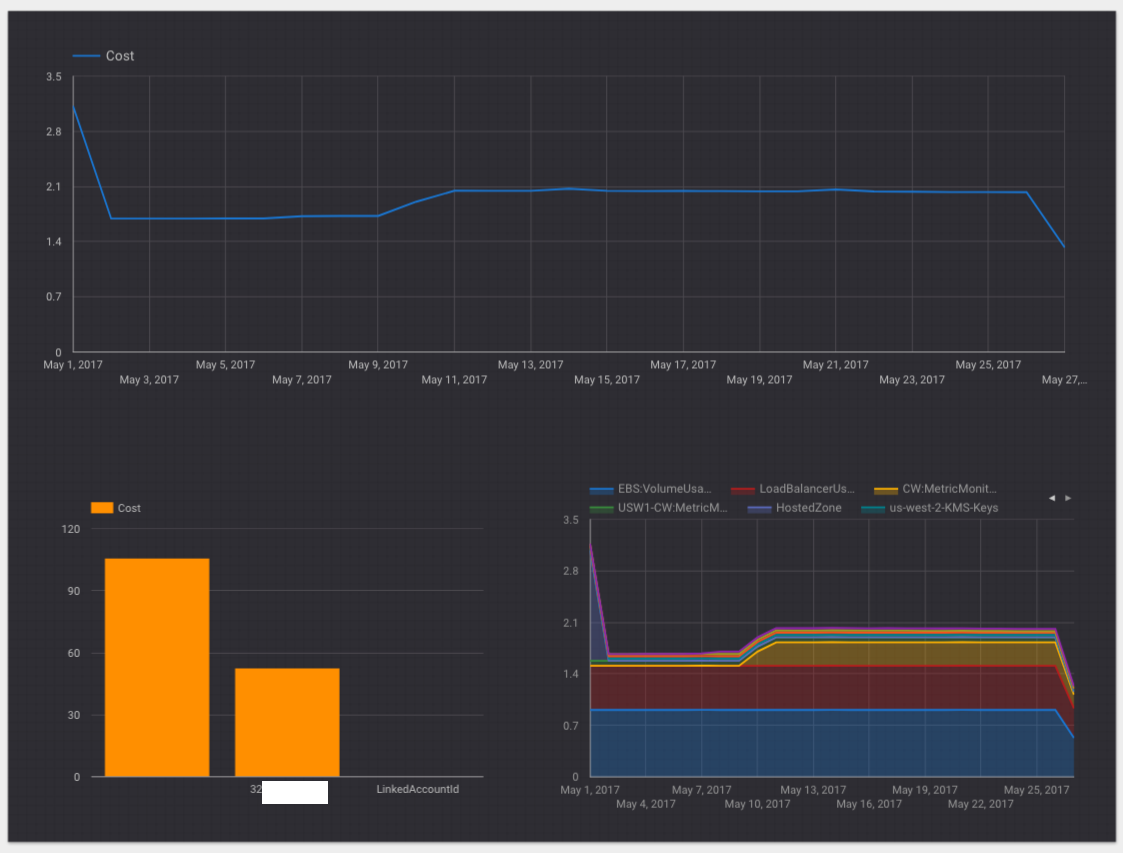 Cost
3.5
2.8
2.1
1.4
0.7
0
May 1, 2017 May 5, 2017 May 9, 2017 May 13, 2017 May 17, 2017 May 21, 2017 May 25, 2017
May 3, 2017 May 7, 2017 May 11, 2017 May 15, 2017 May 19, 2017 May 23, 2017 May 27,...
Cost
120
90
60
30
0
32 LinkedAccountId
EBS:VolumeUsa... LoadBalancerUs... CW:MetricMonit...
USW1-CW:MetricM... HostedZone us-west-2-KMS-Keys
3.5
2.8
2.1
1.4
0.7
0
May 1, 2017 May 7, 2017 May 13, 2017 May 19, 2017 May 25, 2017
May 4, 2017 May 10, 2017 May 16, 2017 May 22, 2017